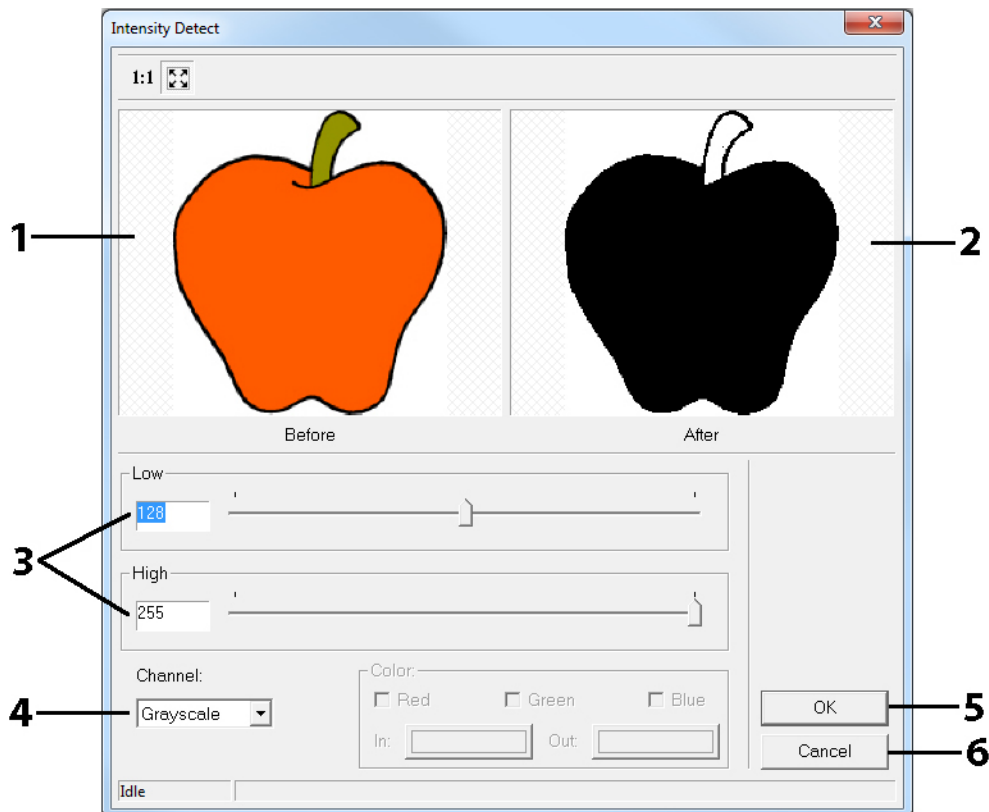 Intensity Detect
X
1:1
1
2
Before
After
Low
128
3
High
255
Channel:
Color:
Red Green Blue
4
Grayscale
In: Out:
OK
5
Cancel
6
Idle